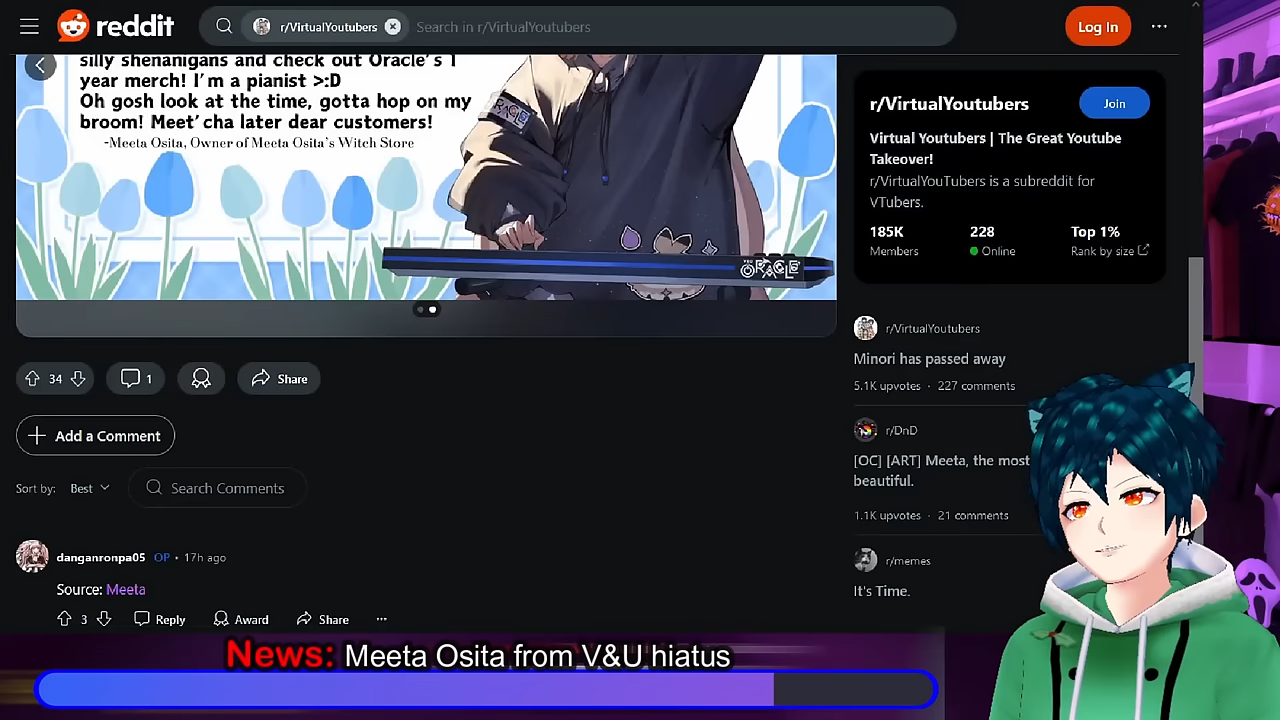 reddit
r/VirtualYoutubers
Search in r/VirtualYoutubers
Log In
silly shenanigans and check out Oracle's 1
year merch! I'm a pianist >:D
Oh gosh look at the time, gotta hop on my
broom! Meet'cha later dear customers!
-Meeta Osita, Owner of Meeta Osita's Witch Store
ORACLE
34
1
Share
Add a Comment
Sort by:
Best
Search Comments
danganronpa05 OP • 17h ago
Source: Meeta
3
Reply
Award
Share
r/VirtualYoutubers
Join
Virtual Youtubers | The Great Youtube
Takeover!
r/VirtualYouTubers is a subreddit for
VTubers.
185K
228
Top 1%
Members
Online
Rank by size
r/VirtualYoutubers
Minori has passed away
5.1K upvotes · 227 comments
r/DnD
[OC] [ART] Meeta, the most
beautiful.
1.1K upvotes · 21 comments
r/memes
It's Time.
News: Meeta Osita from V&U hiatus